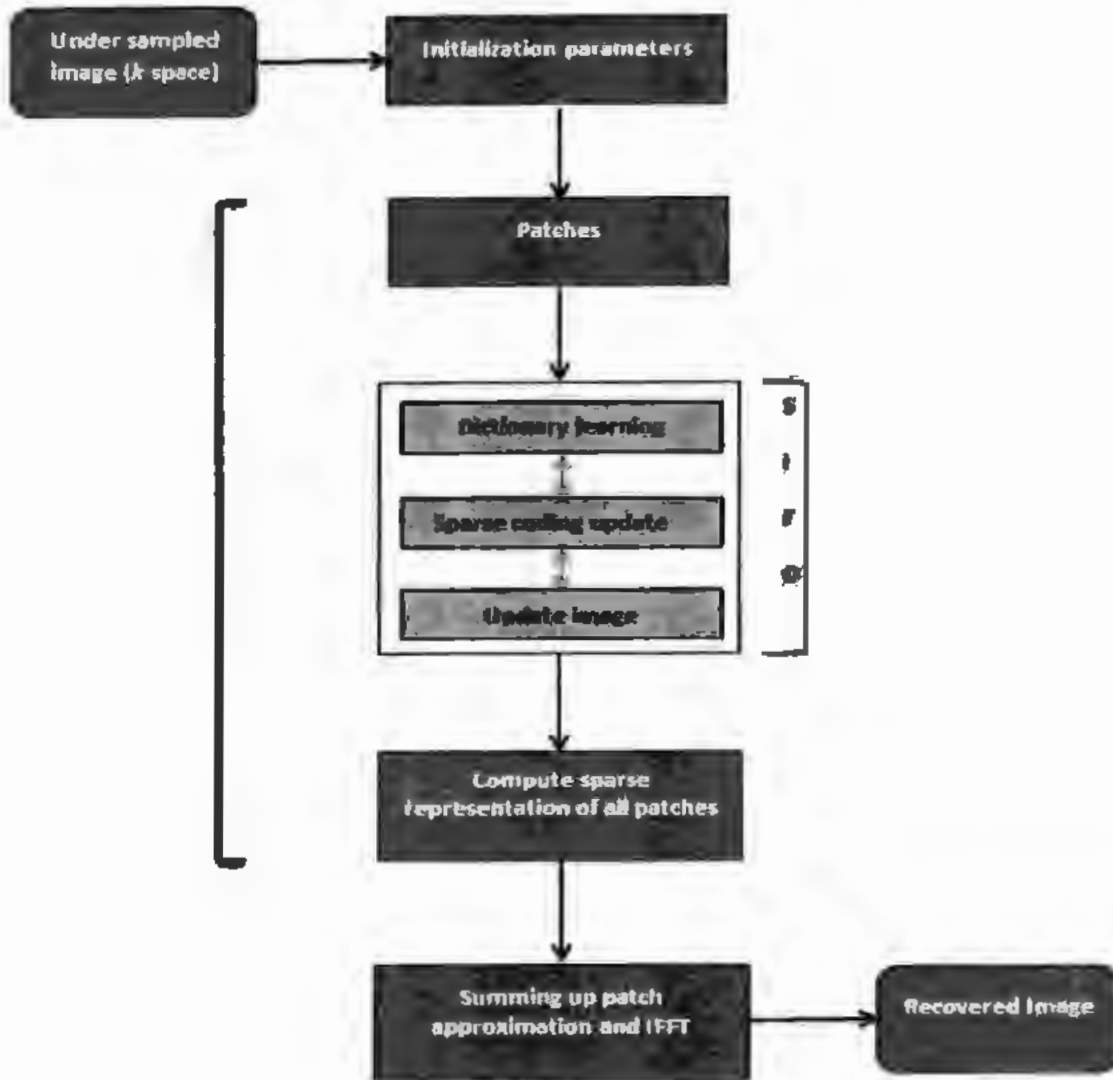 Under sampled
image (k space)
Initialization parameters
Patches
Dictionary learning
Sparse coding update
Update image
S
I
F
O
Compute sparse
representation of all patches
Summing up patch
approximation and IFFT
Recovered Image